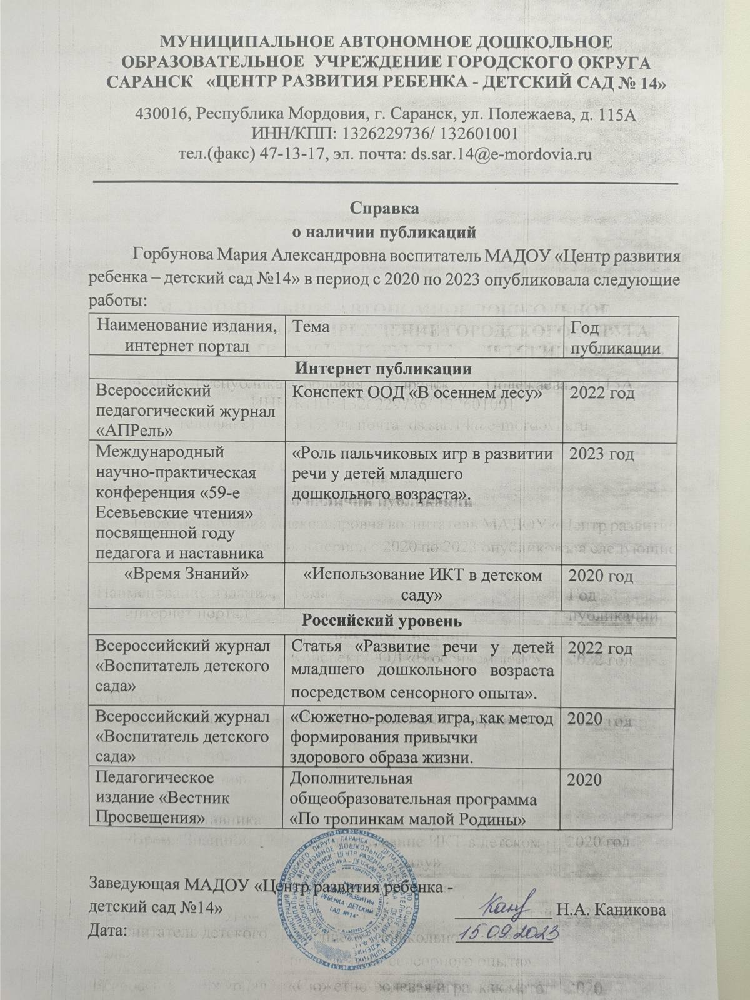 МУНИЦИПАЛЬНОЕ АВТОНОМНОЕ ДОШКОЛЬНОЕ
ОБРАЗОВАТЕЛЬНОЕ УЧРЕЖДЕНИЕ ГОРОДСКОГО ОКРУГА
САРАНСК «ЦЕНТР РАЗВИТИЯ РЕБЕНКА - ДЕТСКИЙ САД № 14»
430016, Республика Мордовия, г. Саранск, ул. Полежаева, д. 115А
ИНН/КПП: 1326229736/ 132601001
тел.(факс) 47-13-17, эл. почта: ds.sar.14@e-mordovia.ru
Справка
о наличии публикаций
Горбунова Мария Александровна воспитатель МАДОУ «Центр развития
ребенка – детский сад №14» в период с 2020 по 2023 опубликовала следующие
работы:
Наименование издания,
интернет портал
Тема
Год
публикации
Интернет публикации
Всероссийский
педагогический журнал
«АПРель»
Конспект ООД «В осеннем лесу»
2022 год
Международный
научно-практическая
конференция «59-е
Есевьевские чтения»
посвященной году
педагога и наставника
«Роль пальчиковых игр в развитии
речи у детей младшего
дошкольного возраста».
2023 год
«Время Знаний»
«Использование ИКТ в детском
саду»
2020 год
Российский уровень
Всероссийский журнал
«Воспитатель детского
сада»
Статья «Развитие речи у детей
младшего дошкольного возраста
посредством сенсорного опыта».
2022 год
Всероссийский журнал
«Воспитатель детского
сада»
«Сюжетно-ролевая игра, как метод
формирования привычки
здорового образа жизни.
2020
Педагогическое
издание «Вестник
Просвещения»
Дополнительная
общеобразовательная программа
«По тропинкам малой Родины»
2020
Заведующая МАДОУ «Центр развития ребенка -
детский сад №14»
Н.А. Каникова
Дата:
15.09.2023